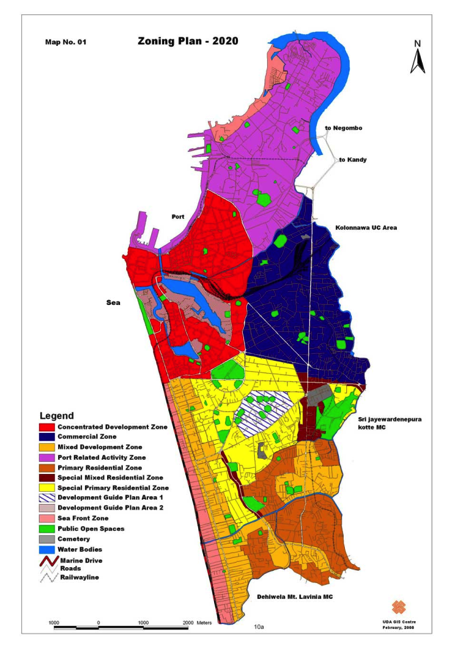 Map No. 01
Zoning Plan - 2020
N
to Negombo
to Kandy
Port
Kolonnawa UC Area
Sea
Sri jayewardenepura
kotte MC
Legend
Concentrated Development Zone
Commercial Zone
Mixed Development Zone
Port Related Activity Zone
Primary Residential Zone
Special Mixed Residential Zone
Special Primary Residential Zone
Development Guide Plan Area 1
Development Guide Plan Area 2
Sea Front Zone
Public Open Spaces
Cemetery
Water Bodies
Marine Drive
Roads
Railwayline
Dehiwela Mt. Lavinia MC
1000 0 1000 2000 Meters
10a
UDA GIS Centre
February, 2008